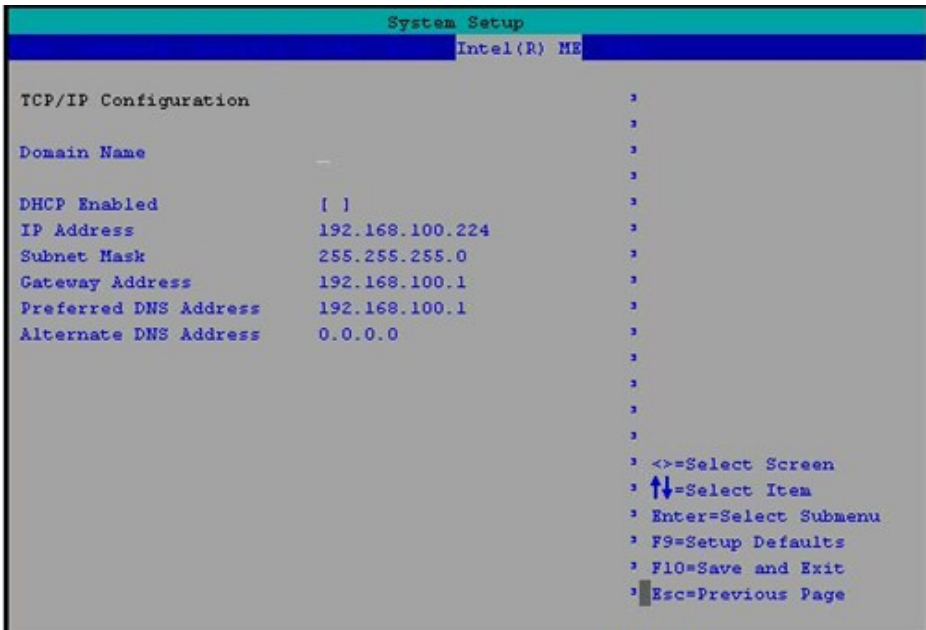 System Setup
Intel(R) ME
TCP/IP Configuration
Domain Name
DHCP Enabled [ ]
IP Address 192.168.100.224
Subnet Mask 255.255.255.0
Gateway Address 192.168.100.1
Preferred DNS Address 192.168.100.1
Alternate DNS Address 0.0.0.0
<>=Select Screen
↑↓=Select Item
Enter=Select Submenu
F9=Setup Defaults
F10=Save and Exit
Esc=Previous Page